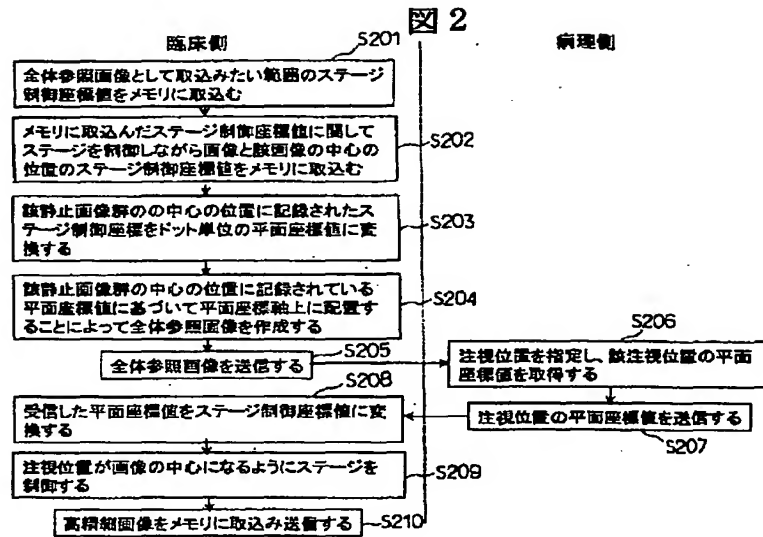 図 2
臨床側
病理側
S201
全体参照画像として取込みたい範囲のステージ
制御座標値をメモリに取込む
メモリに取込んだステージ制御座標値に関して
ステージを制御しながら画像と該画像の中心の
位置のステージ制御座標値をメモリに取込む
S202
該静止画像群のの中心の位置に記録されたス
テージ制御座標をドット単位の平面座標値に変
換する
S203
該静止画像群の中心の位置に記録されている
平面座標値に基づいて平面座標軸上に配置す
ることによって全体参照画像を作成する
S204
S205
全体参照画像を送信する
S206
注視位置を指定し、該注視位置の平面
座標値を取得する
S208
受信した平面座標値をステージ制御座標値に変
換する
注視位置の平面座標値を送信する
S207
注視位置が画像の中心になるようにステージを
制御する
S209
高精細画像をメモリに取込み送信する
S210